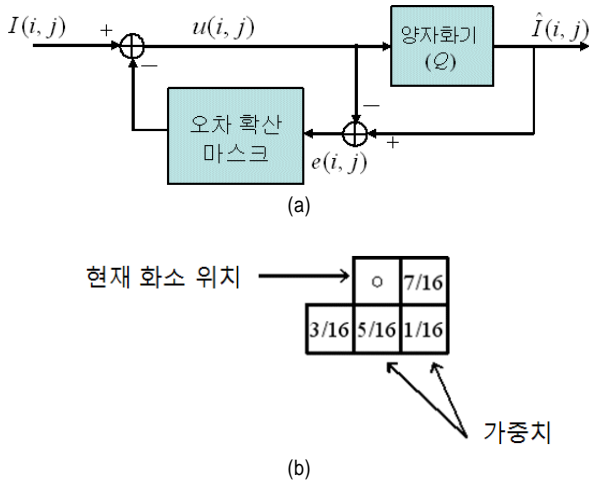 I(i, j)
+
−
u(i, j)
양자화기
(Q)
Î(i, j)
오차 확산
마스크
−
+
e(i, j)
(a)
현재 화소 위치
○ 7/16
3/16 5/16 1/16
가중치
(b)